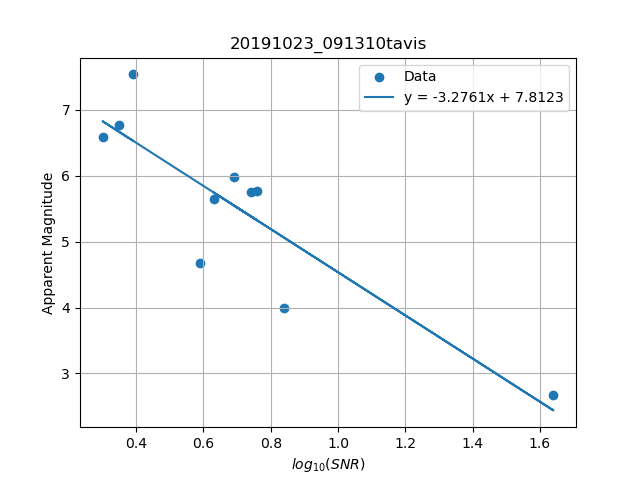 20191023_091310tavis
Data
y = -3.2761x + 7.8123
Apparent Magnitude
7
6
5
4
3
0.4 0.6 0.8 1.0 1.2 1.4 1.6
log₁₀(SNR)